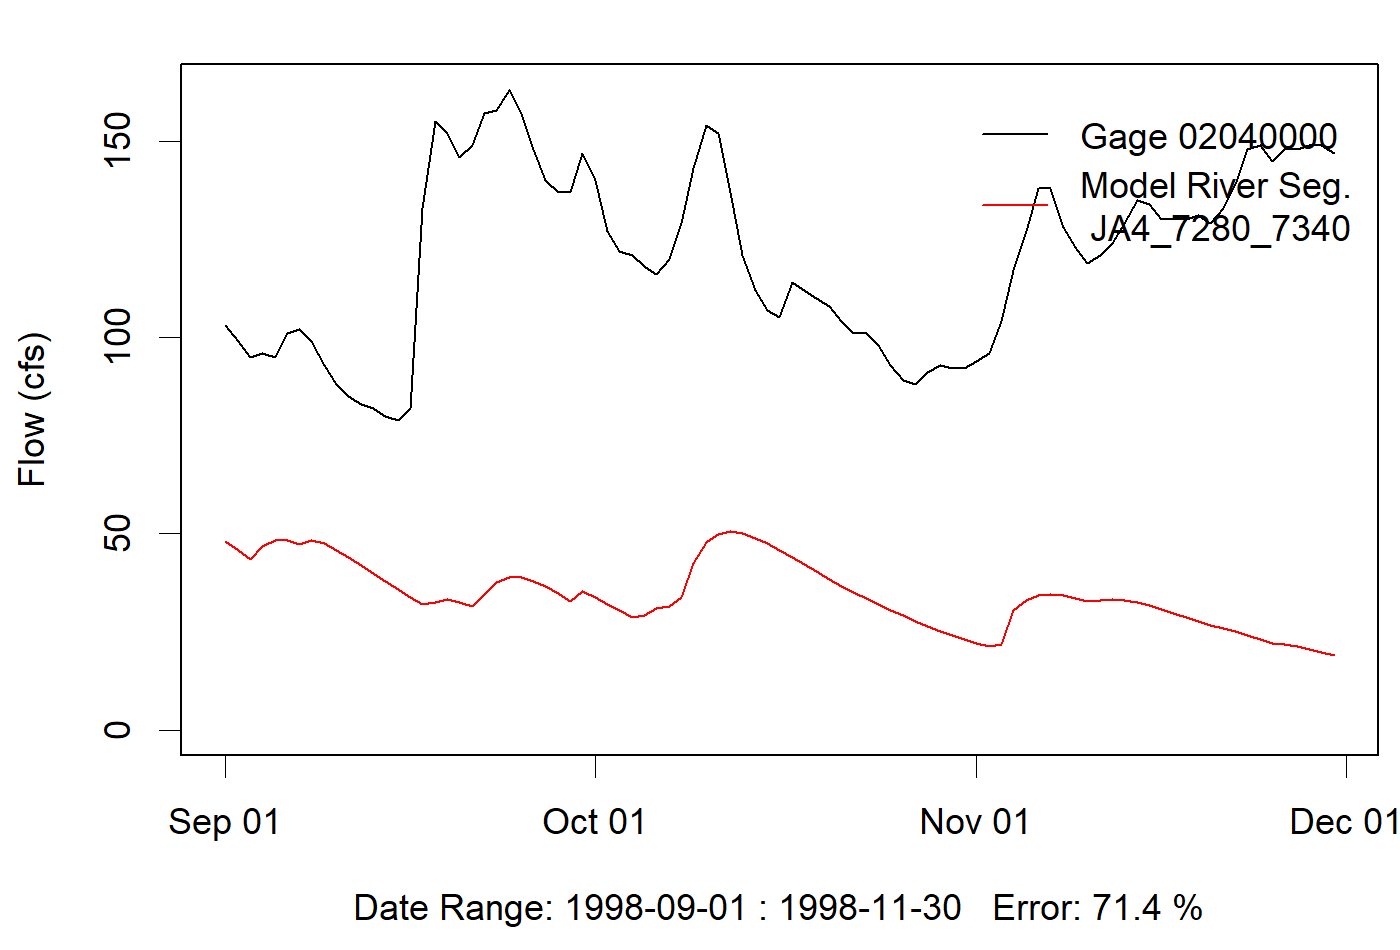 Gage 02040000
Model River Seg.
JA4_7280_7340
150
100
50
0
Flow (cfs)
Sep 01
Oct 01
Nov 01
Dec 01
Date Range: 1998-09-01 : 1998-11-30 Error: 71.4 %